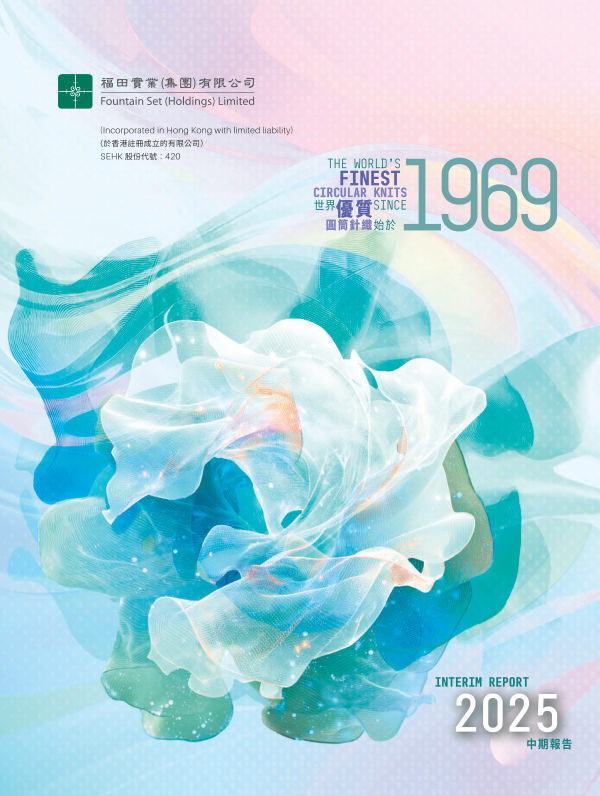 福田實業(集團)有限公司
Fountain Set (Holdings) Limited
(Incorporated in Hong Kong with limited liability)
(於香港註冊成立的有限公司)
SEHK 股份代號：420
THE WORLD'S
FINEST
CIRCULAR KNITS
世界優質SINCE
圓筒針織始於
1969
INTERIM REPORT
2025
中期報告